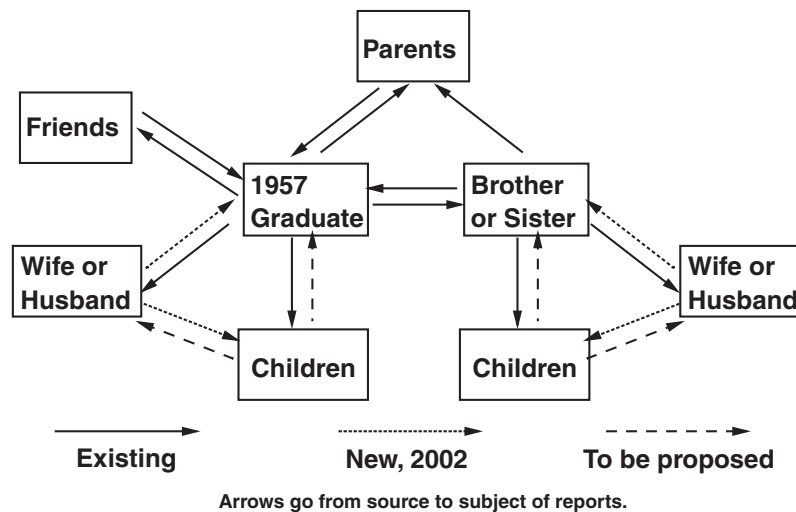 Parents
Friends
1957
Graduate
Brother
or Sister
Wife or
Husband
Wife or
Husband
Children
Children
Existing
New, 2002
To be proposed
Arrows go from source to subject of reports.